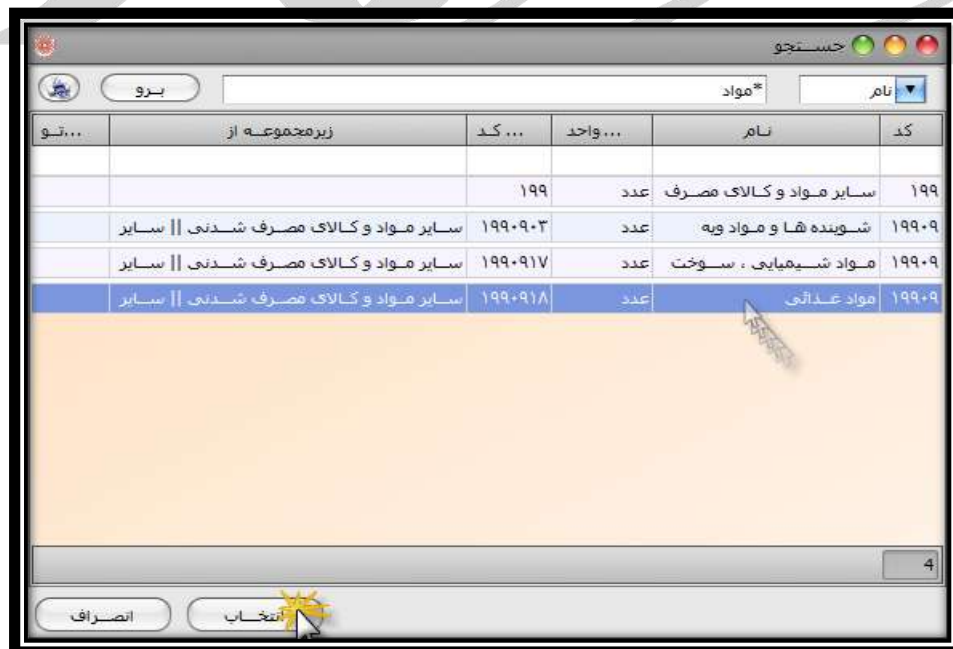 جستجو
نام *مواد برو
کد نام واحد... کد... زیرمجموعه از تو...
۱۹۹ سایر مواد و کالای مصرف عدد ۱۹۹
۱۹۹۰۹ شوینده ها و مواد وبه عدد ۱۹۹۰۹۰۳ سایر مواد و کالای مصرف شدنی || سایر
۱۹۹۰۹ مواد شیمیایی ، سوخت عدد ۱۹۹۰۹۱۷ سایر مواد و کالای مصرف شدنی || سایر
۱۹۹۰۹ مواد غذائی عدد ۱۹۹۰۹۱۸ سایر مواد و کالای مصرف شدنی || سایر
4
انتخاب انصراف